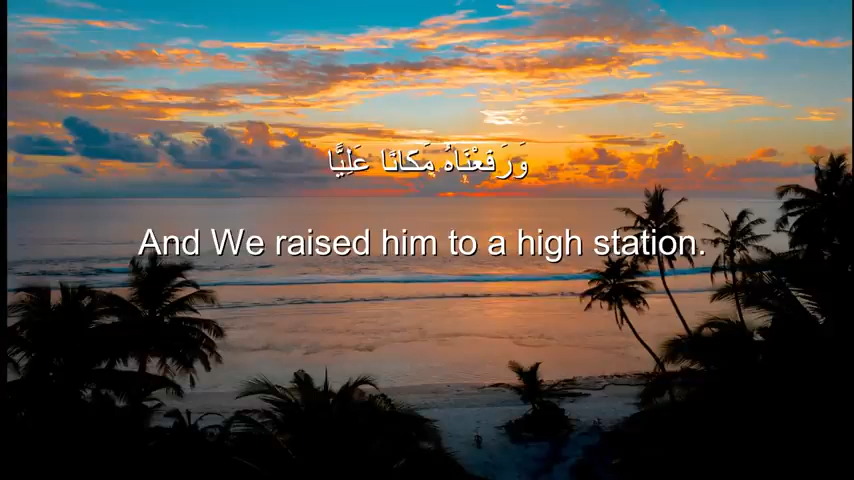 وَرَفَعْنَاهُ مَكَانًا عَلِيًّا
And We raised him to a high station.